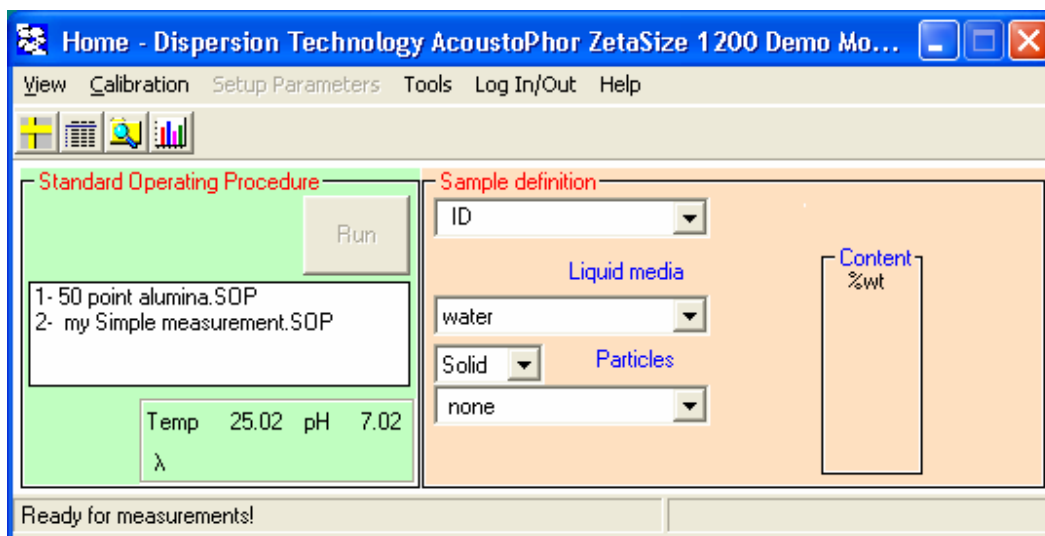 Home - Dispersion Technology AcoustoPhor ZetaSize 1200 Demo Mo...
View Calibration Setup Parameters Tools Log In/Out Help
Standard Operating Procedure
Run
1- 50 point alumina.SOP
2- my Simple measurement.SOP
Temp 25.02 pH 7.02
λ
Sample definition
ID
Liquid media
water
Solid Particles
none
Content
%wt
Ready for measurements!